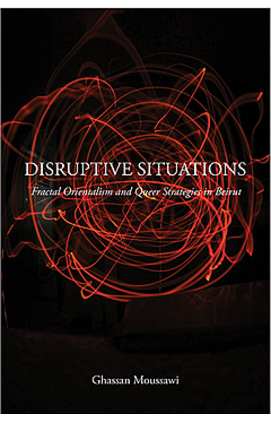 DISRUPTIVE SITUATIONS
Fractal Orientalism and Queer Strategies in Beirut
Ghassan Moussawi